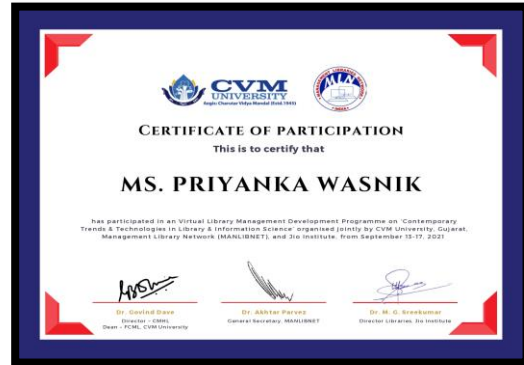 CVM
UNIVERSITY
Aegis: Charutar Vidya Mandal (Estd.1945)
MLN
CERTIFICATE OF PARTICIPATION
This is to certify that
MS. PRIYANKA WASNIK
has participated in an Virtual Library Management Development Programme on 'Contemporary
Trends & Technologies in Library & Information Science' organised jointly by CVM University, Gujarat,
Management Library Network (MANLIBNET), and Jio Institute, from September 13-17, 2021
Dr. Govind Dave
Director - CMHL
Dean - FCML, CVM University
Dr. Akhtar Parvez
General Secretary, MANLIBNET
Dr. M. G. Sreekumar
Director Libraries, Jio Institute